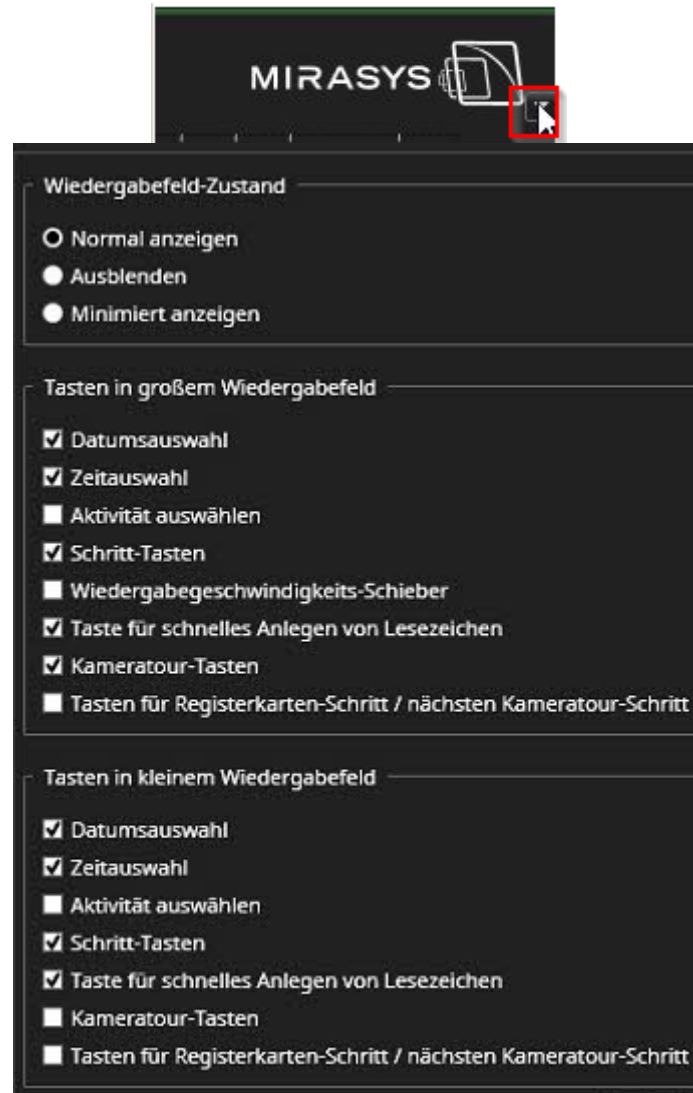 MIRASYS
Wiedergabefeld-Zustand
Normal anzeigen
Ausblenden
Minimiert anzeigen
Tasten in großem Wiedergabefeld
Datumsauswahl
Zeitauswahl
Aktivität auswählen
Schritt-Tasten
Wiedergabegeschwindigkeits-Schieber
Taste für schnelles Anlegen von Lesezeichen
Kameratour-Tasten
Tasten für Registerkarten-Schritt / nächsten Kameratour-Schritt
Tasten in kleinem Wiedergabefeld
Datumsauswahl
Zeitauswahl
Aktivität auswählen
Schritt-Tasten
Taste für schnelles Anlegen von Lesezeichen
Kameratour-Tasten
Tasten für Registerkarten-Schritt / nächsten Kameratour-Schritt